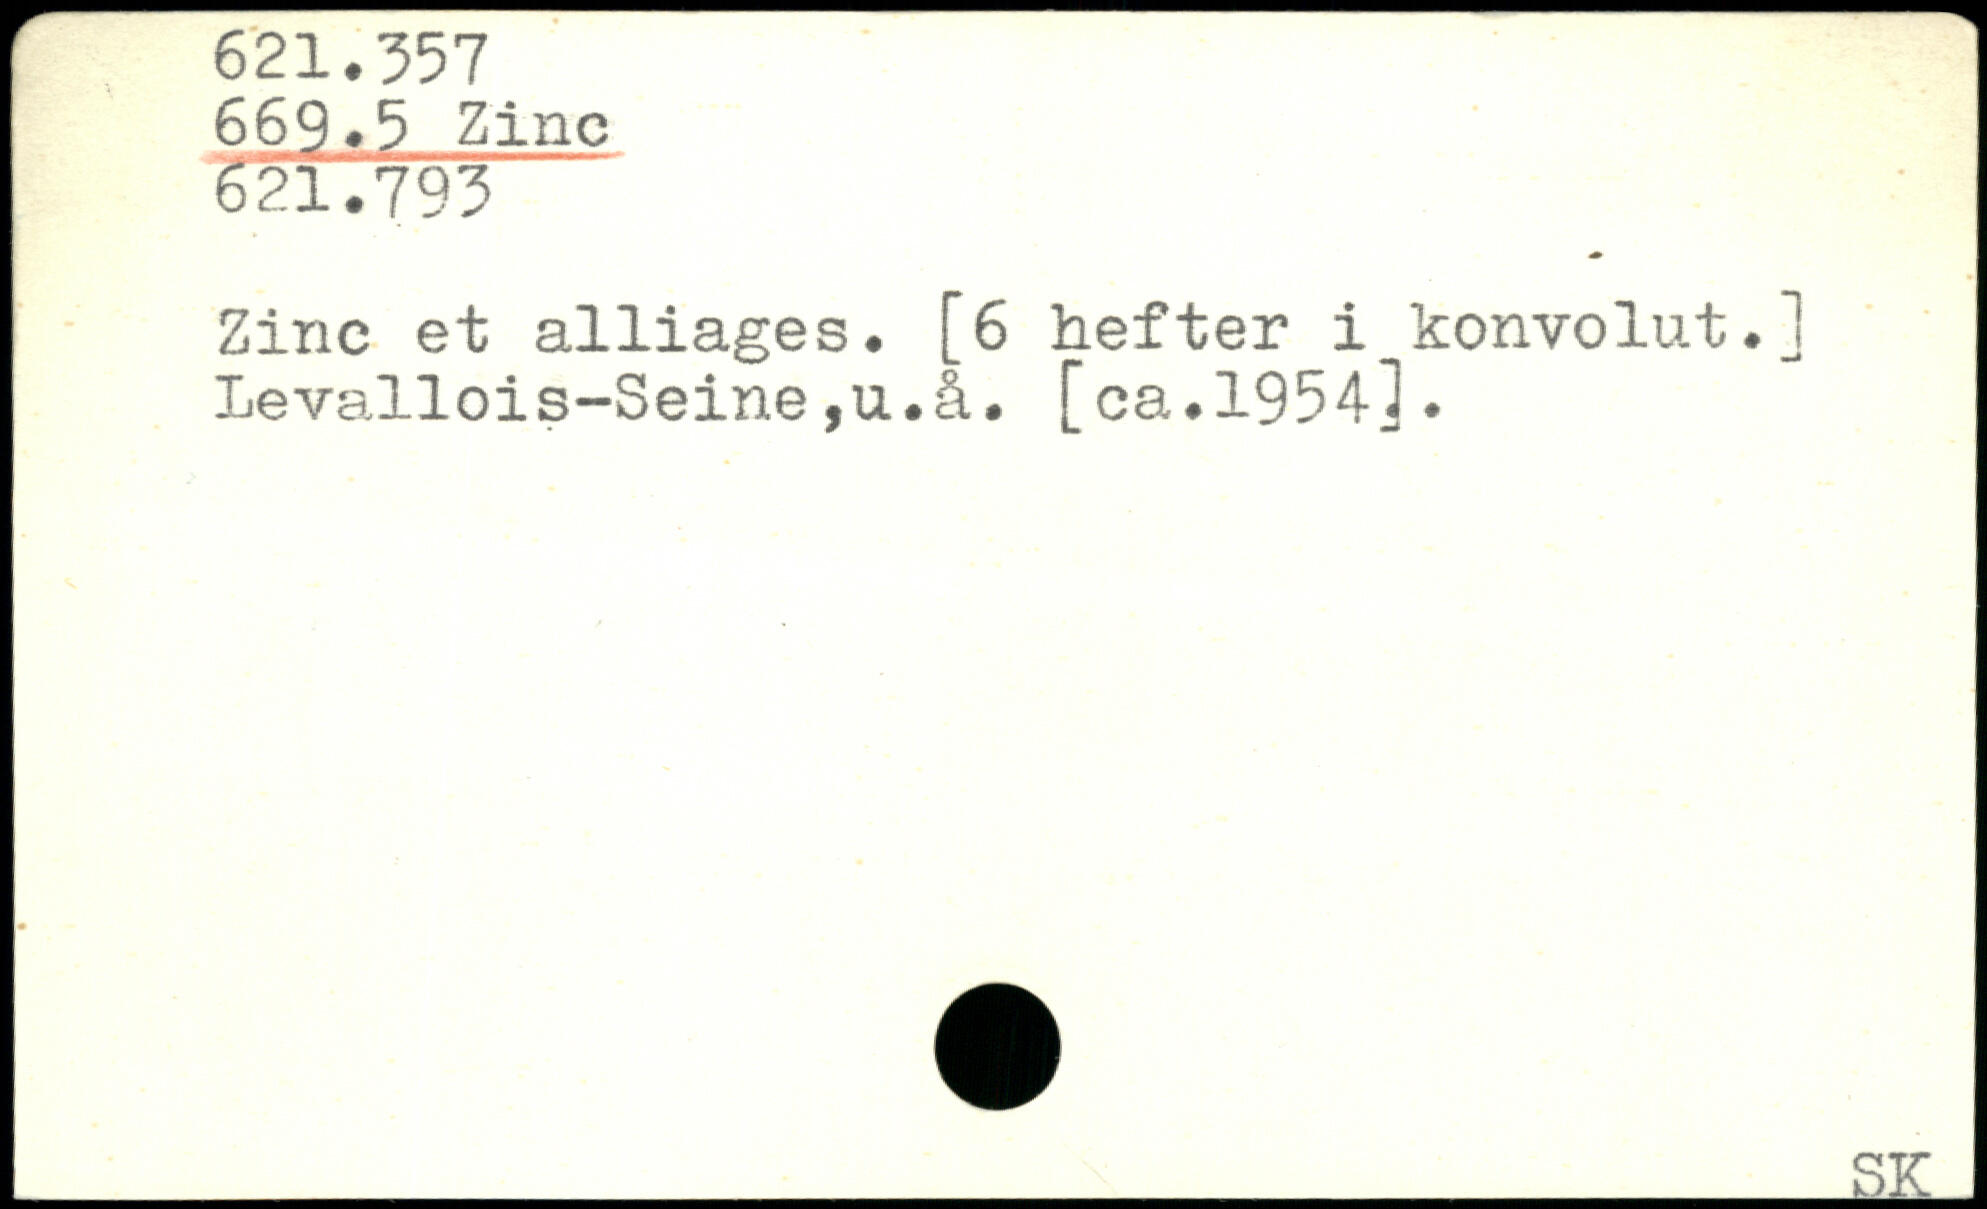 621.357
669.5 Zinc
621.793
Zinc et alliages. [6 hefter i konvolut.]
Levallois-Seine,u.å. [ca.1954].
SK